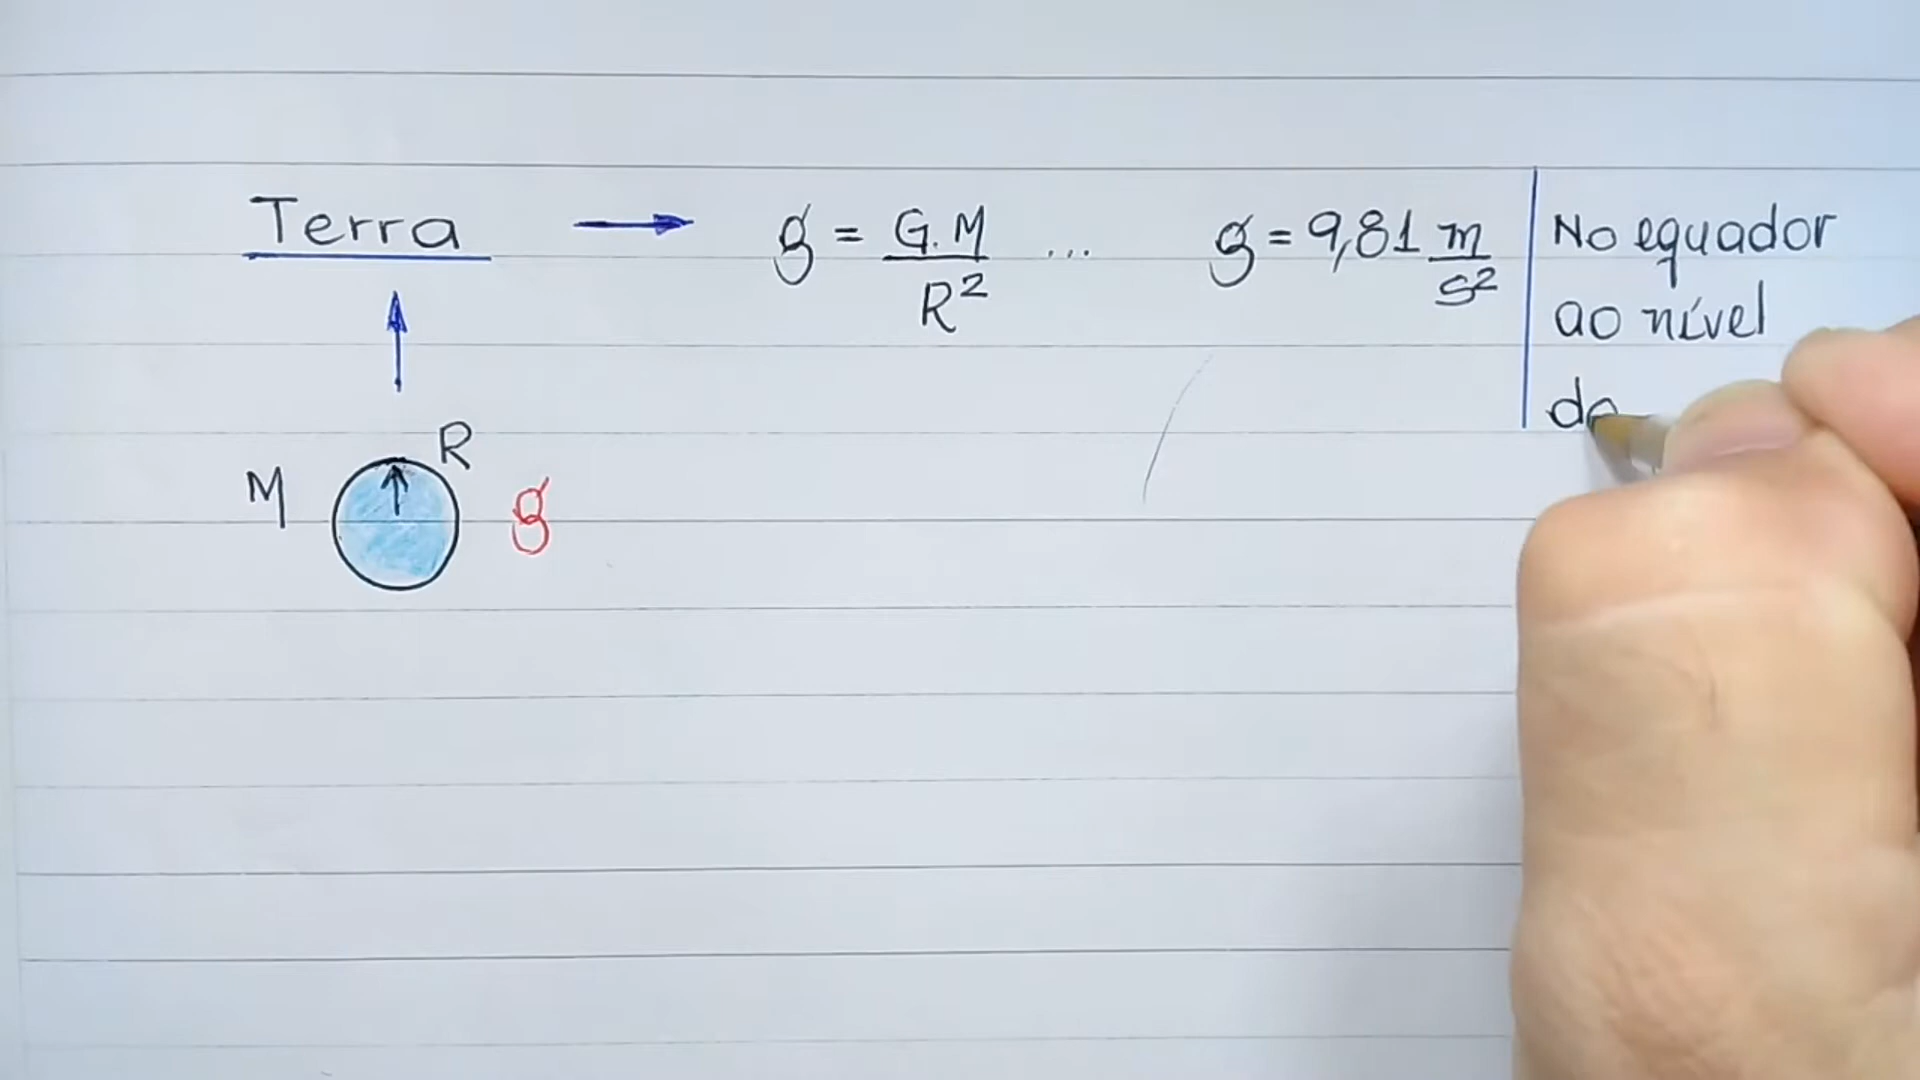 Terra → g = G.M / R² ... g = 9,81 m/s²
No equador
ao nível
do
R
M
g